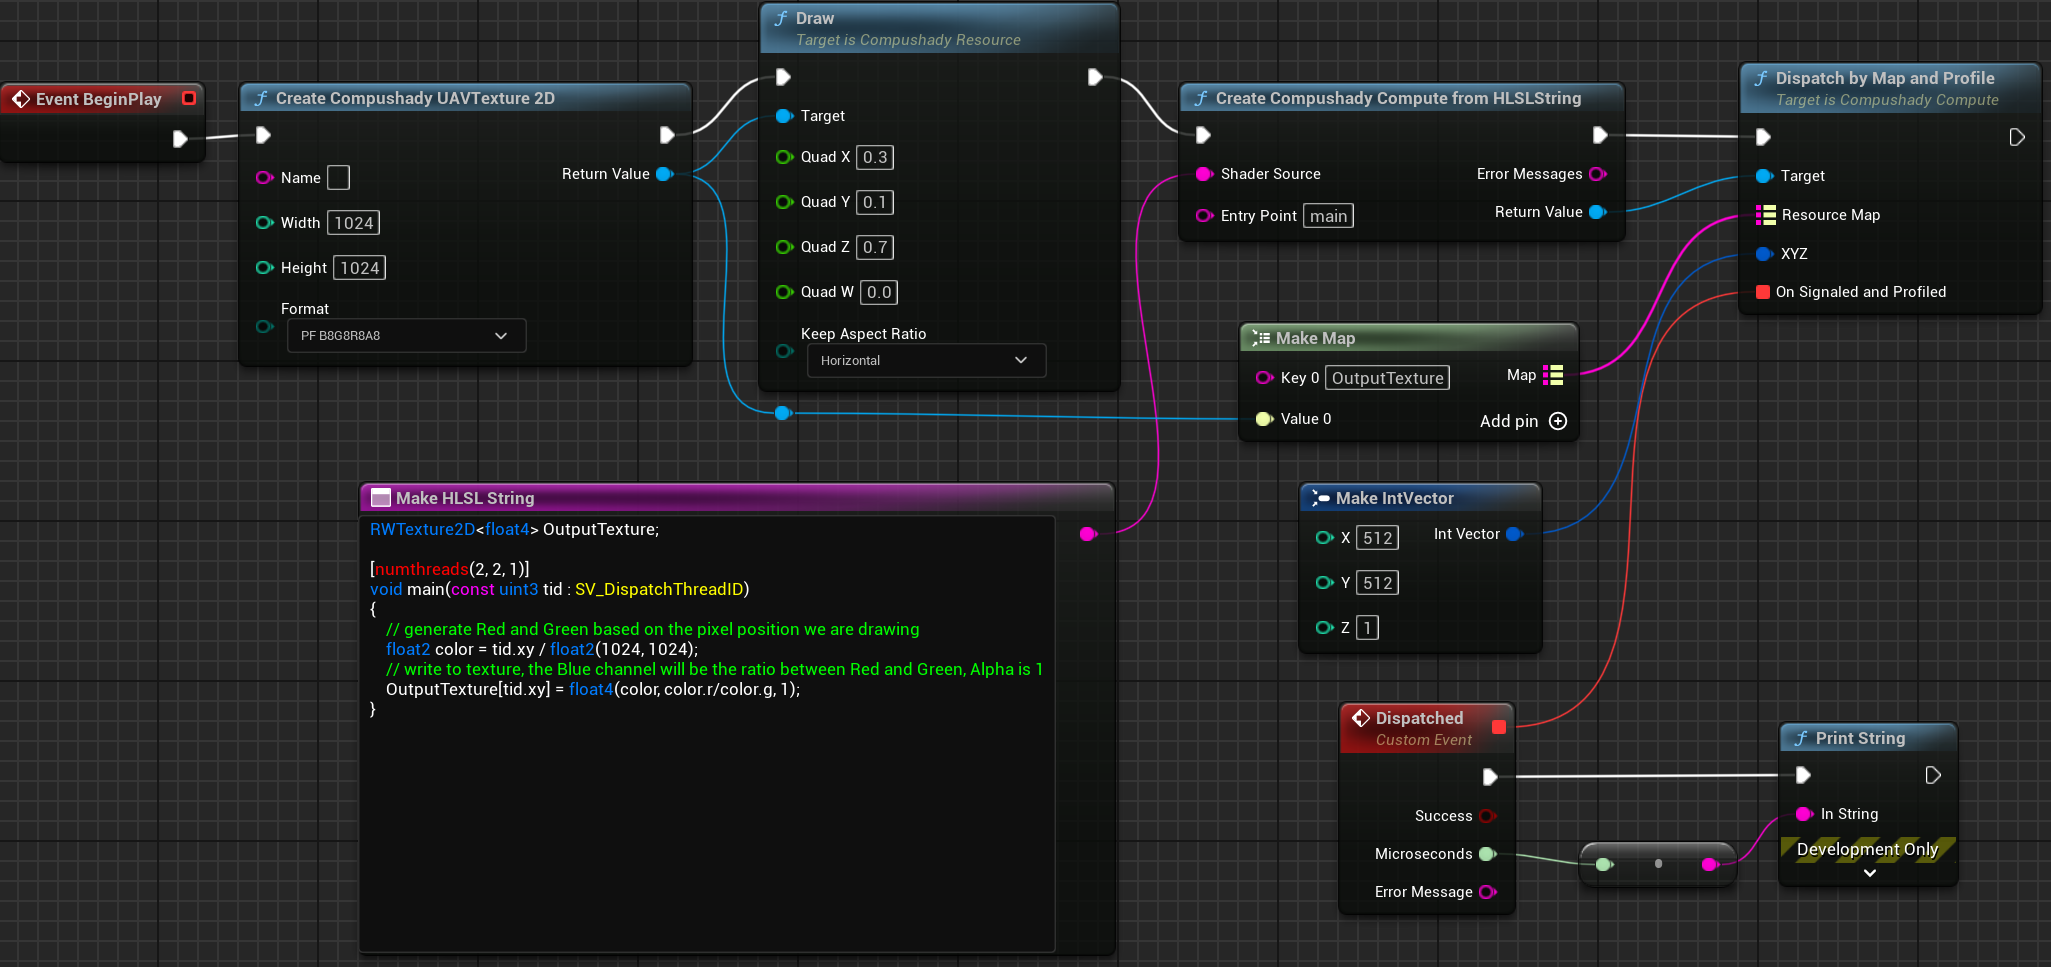 Event BeginPlay
f Create Compushady UAVTexture 2D
Name
Return Value
Width 1024
Height 1024
Format
PF B8G8R8A8
f Draw
Target is Compushady Resource
Target
Quad X 0.3
Quad Y 0.1
Quad Z 0.7
Quad W 0.0
Keep Aspect Ratio
Horizontal
f Create Compushady Compute from HLSLString
Shader Source
Error Messages
Entry Point main
Return Value
f Dispatch by Map and Profile
Target is Compushady Compute
Target
Resource Map
XYZ
On Signaled and Profiled
Make Map
Key 0 OutputTexture
Map
Value 0
Add pin
Make HLSL String
RWTexture2D<float4> OutputTexture;
[numthreads(2, 2, 1)]
void main(const uint3 tid : SV_DispatchThreadID)
{
// generate Red and Green based on the pixel position we are drawing
float2 color = tid.xy / float2(1024, 1024);
// write to texture, the Blue channel will be the ratio between Red and Green, Alpha is 1
OutputTexture[tid.xy] = float4(color, color.r/color.g, 1);
}
Make IntVector
X 512
Int Vector
Y 512
Z 1
Dispatched
Custom Event
Success
Microseconds
Error Message
f Print String
In String
Development Only